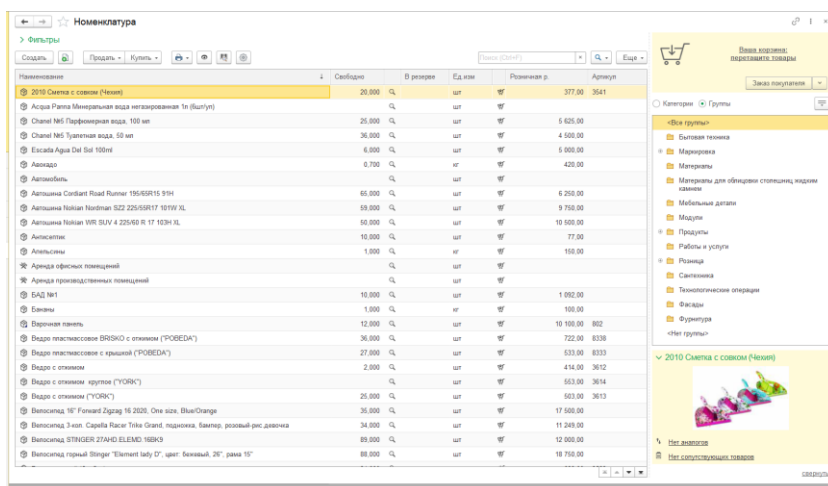 Номенклатура
Фильтры
Создать Продать Купить Поиск (Ctrl+F) Еще
Наименование Свободно В резерве Ед.изм Розничная р. Артикул
2010 Сметка с совком (Чехия) 20,000 шт 377,00 3541
Acqua Panna Минеральная вода негазированная 1л (6шт/уп) шт
Chanel №5 Парфюмерная вода, 100 мл 25,000 шт 5 625,00
Chanel №5 Туалетная вода, 50 мл 36,000 шт 4 500,00
Escada Agua Del Sol 100ml 6,000 шт 5 000,00
Авокадо 0,700 кг 420,00
Автомобиль шт
Автошина Cordiant Road Runner 195/65R15 91H 65,000 шт 6 250,00
Автошина Nokian Nordman SZ2 225/55R17 101W XL 59,000 шт 9 750,00
Автошина Nokian WR SUV 4 225/60 R 17 103H XL 50,000 шт 10 500,00
Антисептик 10,000 шт 77,00
Апельсины 1,000 кг 150,00
Аренда офисных помещений шт
Аренда производственных помещений шт
БАД №1 10,000 шт 1 092,00
Бананы 1,000 кг 100,00
Варочная панель 12,000 шт 10 100,00 802
Ведро пластмассовое BRISKO с отжимом ("POBEDA") 36,000 шт 722,00 8338
Ведро пластмассовое с крышкой ("POBEDA") 27,000 шт 533,00 8333
Ведро с отжимом 2,000 шт 414,00 3612
Ведро с отжимом круглое ("YORK") шт 553,00 3614
Ведро с отжимом ("YORK") 25,000 шт 503,00 3613
Велосипед 16" Forward Zigzag 16 2020, One size, Blue/Orange 35,000 шт 17 500,00
Велосипед 3-кол. Capella Racer Trike Grand, подножка, бампер, розовый-рис.девочка 34,000 шт 11 249,00
Велосипед STINGER 27AHD.ELEMD.16BK9 89,000 шт 12 000,00
Велосипед горный Stinger "Element lady D", цвет: бежевый, 26", рама 15" 88,000 шт 18 750,00
Ваша корзина:
перетащите товары
Заказ покупателя
Категории Группы
<Все группы>
Бытовая техника
Маркировка
Материалы
Материалы для облицовки столешниц жидким
камнем
Мебельные детали
Модули
Продукты
Работы и услуги
Розница
Сантехника
Технологические операции
Фасады
Фурнитура
<Нет группы>
2010 Сметка с совком (Чехия)
Нет аналогов
Нет сопутствующих товаров
свернуть